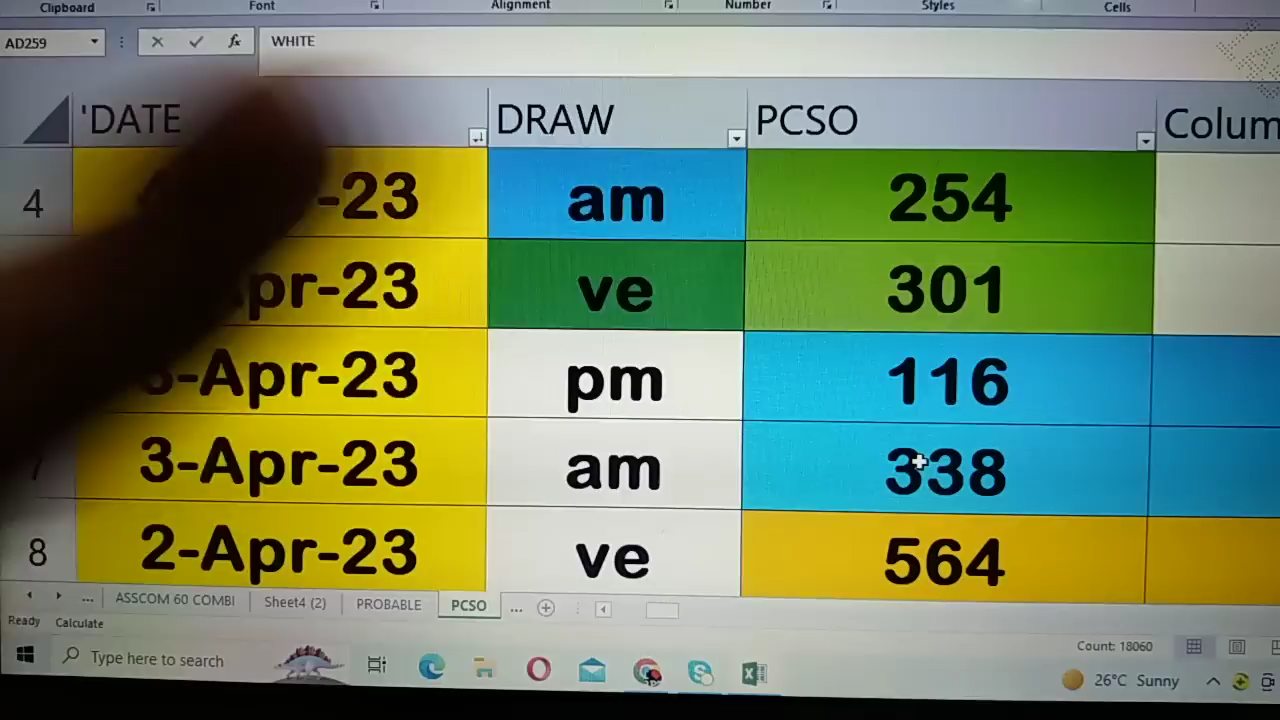 Clipboard Font Alignment Number Styles Cells
AD259 fx WHITE
'DATE DRAW PCSO Colum
4 -23 am 254
pr-23 ve 301
-Apr-23 pm 116
7 3-Apr-23 am 338
8 2-Apr-23 ve 564
... ASSCOM 60 COMBI Sheet4 (2) PROBABLE PCSO ...
Ready Calculate Count: 18060
Type here to search 26°C Sunny